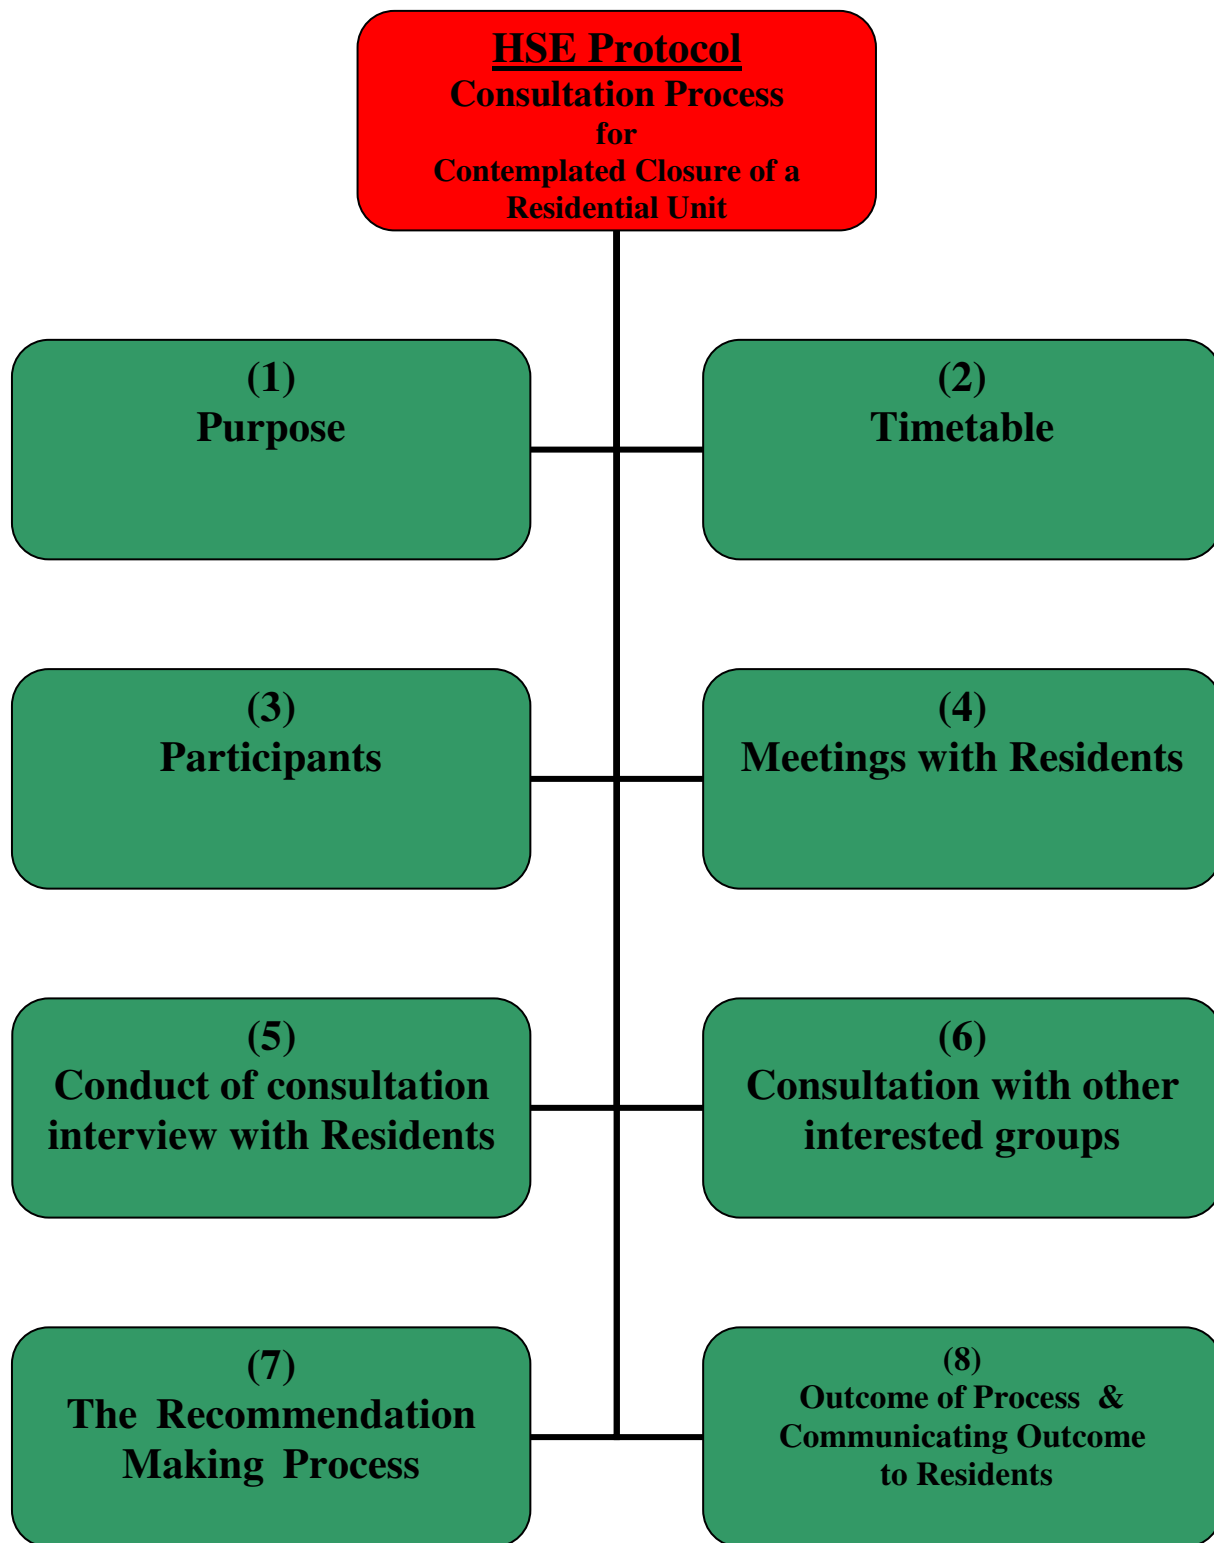 HSE Protocol
Consultation Process
for
Contemplated Closure of a
Residential Unit
(1)
Purpose
(2)
Timetable
(3)
Participants
(4)
Meetings with Residents
(5)
Conduct of consultation
interview with Residents
(6)
Consultation with other
interested groups
(7)
The Recommendation
Making Process
(8)
Outcome of Process &
Communicating Outcome
to Residents